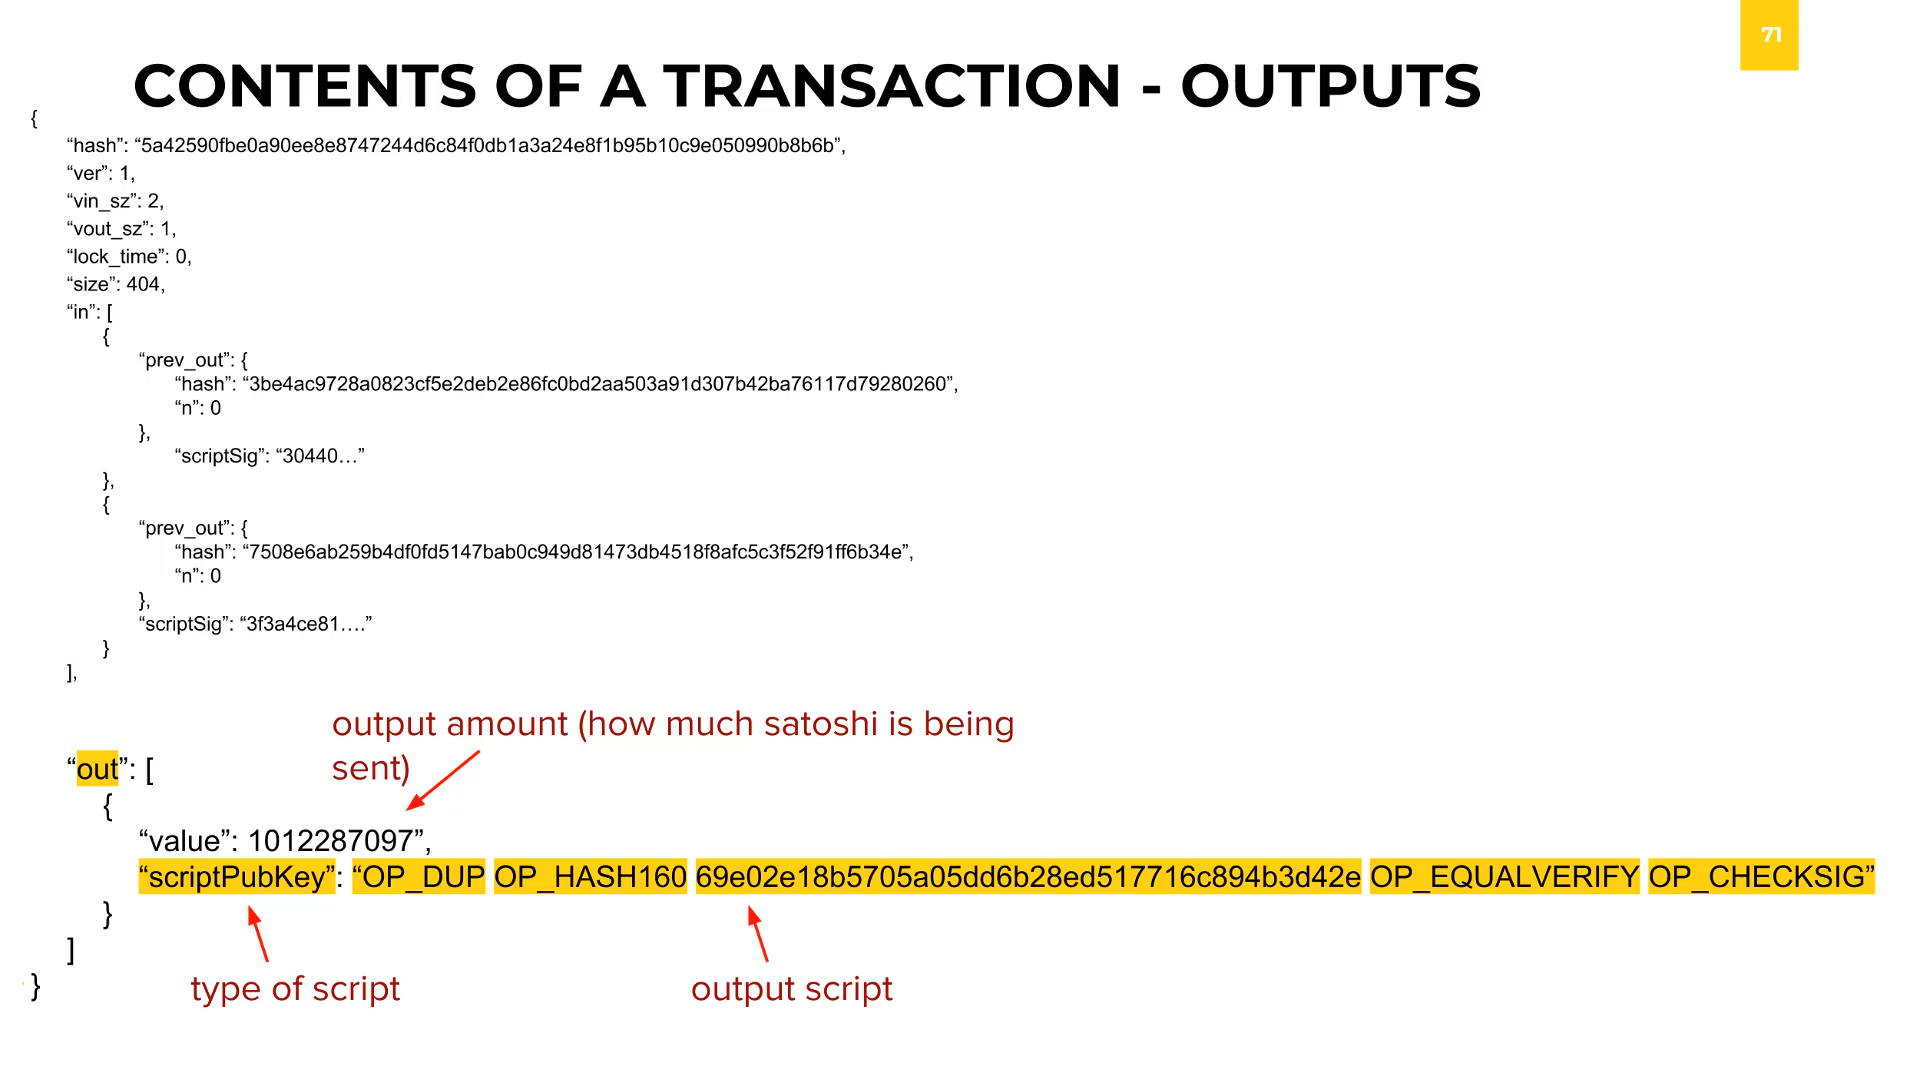 71
CONTENTS OF A TRANSACTION - OUTPUTS
{
“hash”: “5a42590fbe0a90ee8e8747244d6c84f0db1a3a24e8f1b95b10c9e050990b8b6b”,
“ver”: 1,
“vin_sz”: 2,
“vout_sz”: 1,
“lock_time”: 0,
“size”: 404,
“in”: [
{
“prev_out”: {
“hash”: “3be4ac9728a0823cf5e2deb2e86fc0bd2aa503a91d307b42ba76117d79280260”,
“n”: 0
},
“scriptSig”: “30440…”
},
{
“prev_out”: {
“hash”: “7508e6ab259b4df0fd5147bab0c949d81473db4518f8afc5c3f52f91ff6b34e”,
“n”: 0
},
“scriptSig”: “3f3a4ce81….”
}
],
output amount (how much satoshi is being
sent)
“out”: [
{
“value”: 1012287097”,
“scriptPubKey”: “OP_DUP OP_HASH160 69e02e18b5705a05dd6b28ed517716c894b3d42e OP_EQUALVERIFY OP_CHECKSIG”
}
]
}
type of script
output script